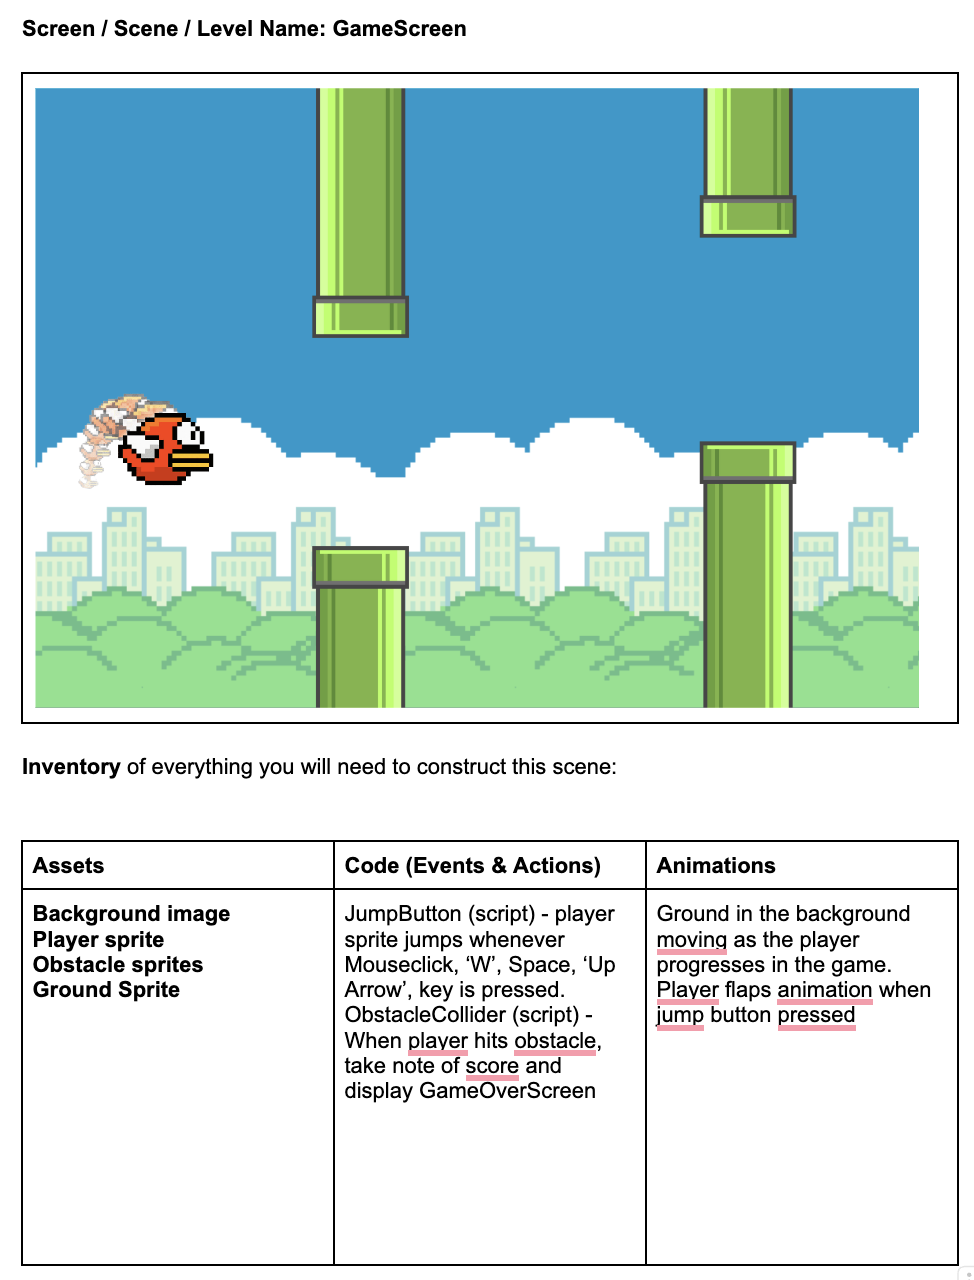 Screen / Scene / Level Name: GameScreen
Inventory of everything you will need to construct this scene:
Assets
Code (Events & Actions)
Animations
Background image
Player sprite
Obstacle sprites
Ground Sprite
JumpButton (script) - player
sprite jumps whenever
Mouseclick, ‘W’, Space, ‘Up
Arrow’, key is pressed.
ObstacleCollider (script) -
When player hits obstacle,
take note of score and
display GameOverScreen
Ground in the background
moving as the player
progresses in the game.
Player flaps animation when
jump button pressed